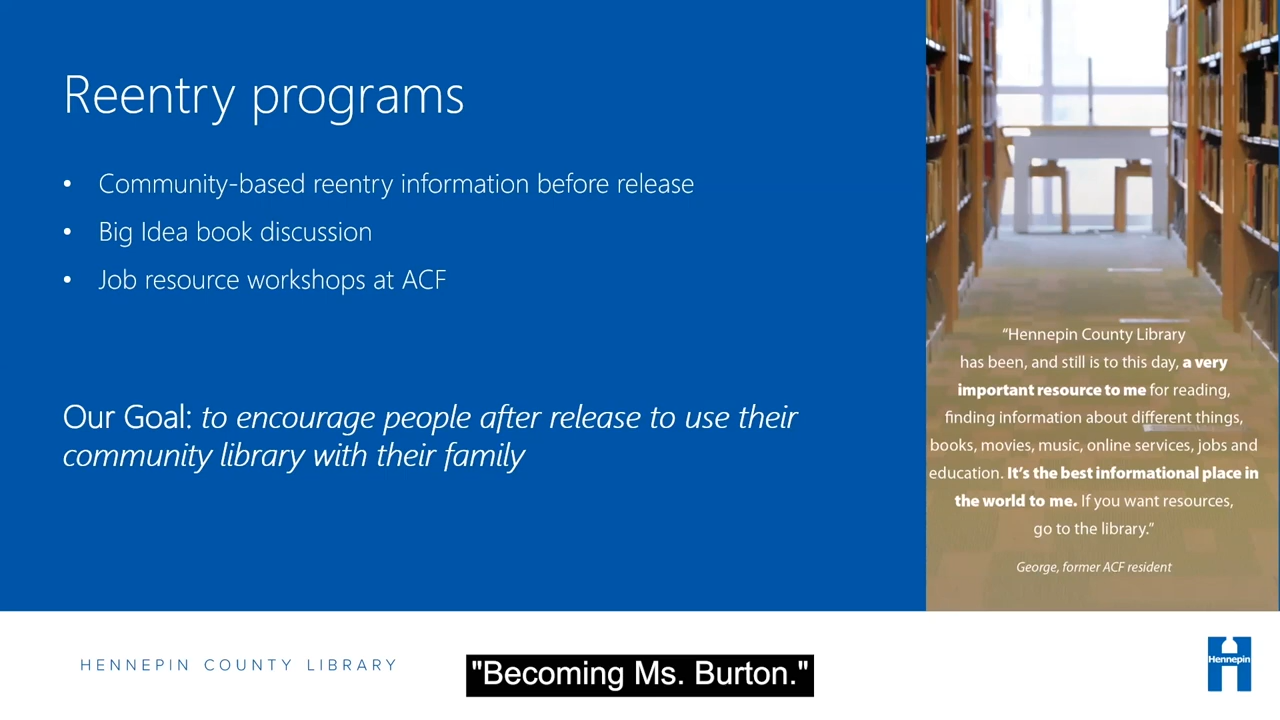 Reentry programs
• Community-based reentry information before release
• Big Idea book discussion
• Job resource workshops at ACF
Our Goal: to encourage people after release to use their
community library with their family
“Hennepin County Library
has been, and still is to this day, a very
important resource to me for reading,
finding information about different things,
books, movies, music, online services, jobs and
education. It’s the best informational place in
the world to me. If you want resources,
go to the library.”
George, former ACF resident
HENNEPIN COUNTY LIBRARY
"Becoming Ms. Burton."
Hennepin